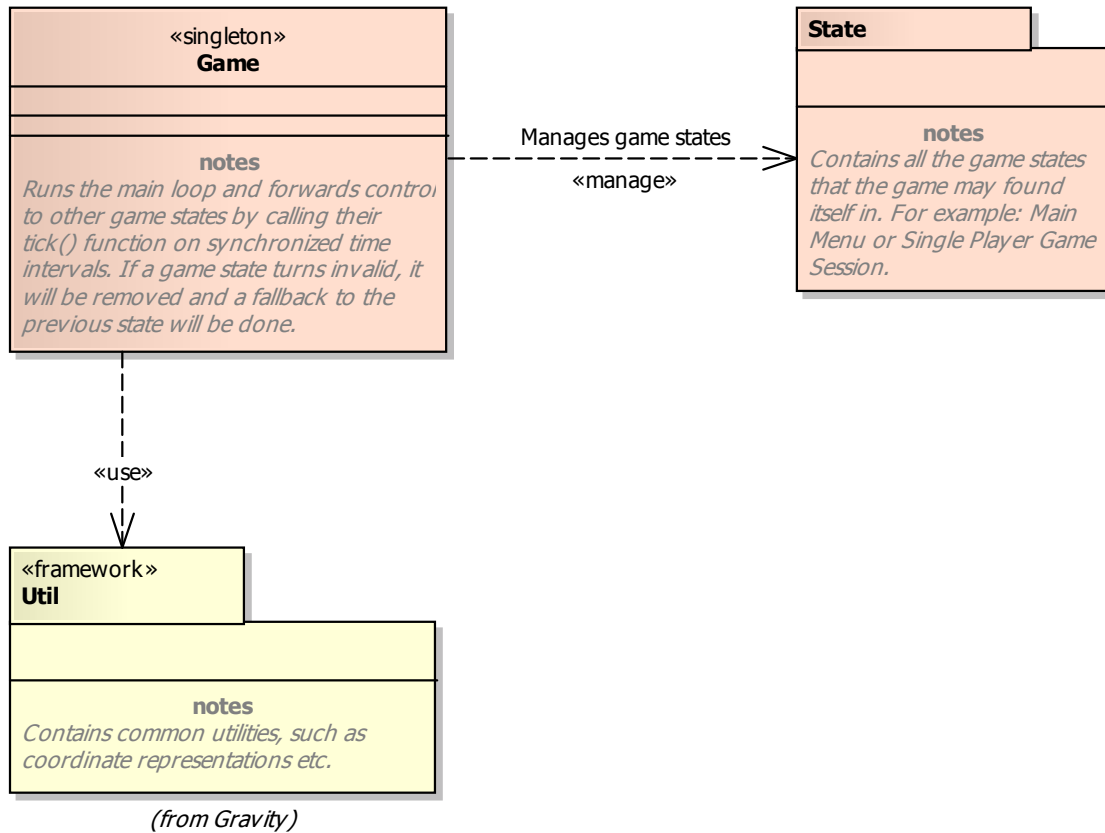 «singleton»
Game
notes
Runs the main loop and forwards control
to other game states by calling their
tick() function on synchronized time
intervals. If a game state turns invalid, it
will be removed and a fallback to the
previous state will be done.
Manages game states
«manage»
State
notes
Contains all the game states
that the game may found
itself in. For example: Main
Menu or Single Player Game
Session.
«use»
«framework»
Util
notes
Contains common utilities, such as
coordinate representations etc.
(from Gravity)